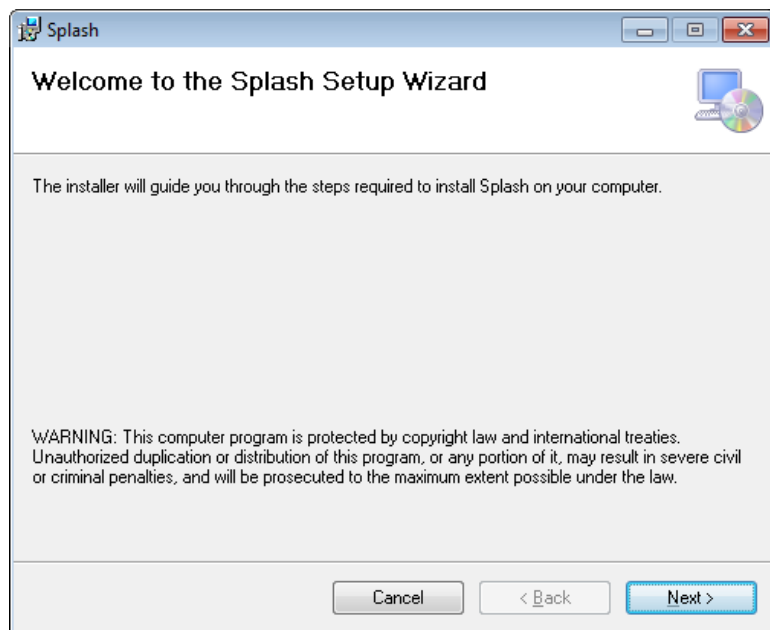 Splash
Welcome to the Splash Setup Wizard
The installer will guide you through the steps required to install Splash on your computer.
WARNING: This computer program is protected by copyright law and international treaties.
Unauthorized duplication or distribution of this program, or any portion of it, may result in severe civil
or criminal penalties, and will be prosecuted to the maximum extent possible under the law.
Cancel < Back Next >